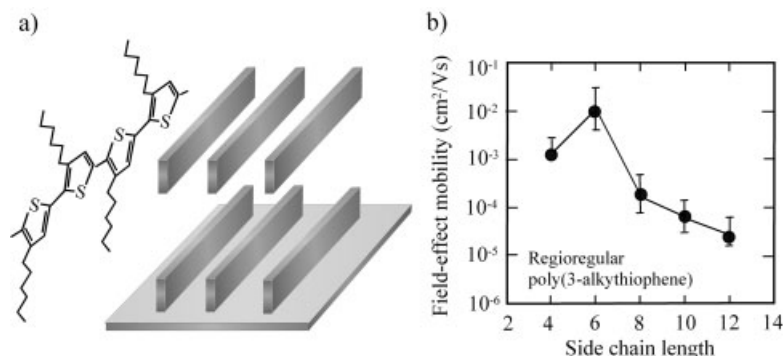 a)
S
S
S
S
b)
Field-effect mobility (cm²/Vs)
10⁻¹
10⁻²
10⁻³
10⁻⁴
10⁻⁵
10⁻⁶
Regioregular
poly(3-alkythiophene)
2 4 6 8 10 12 14
Side chain length